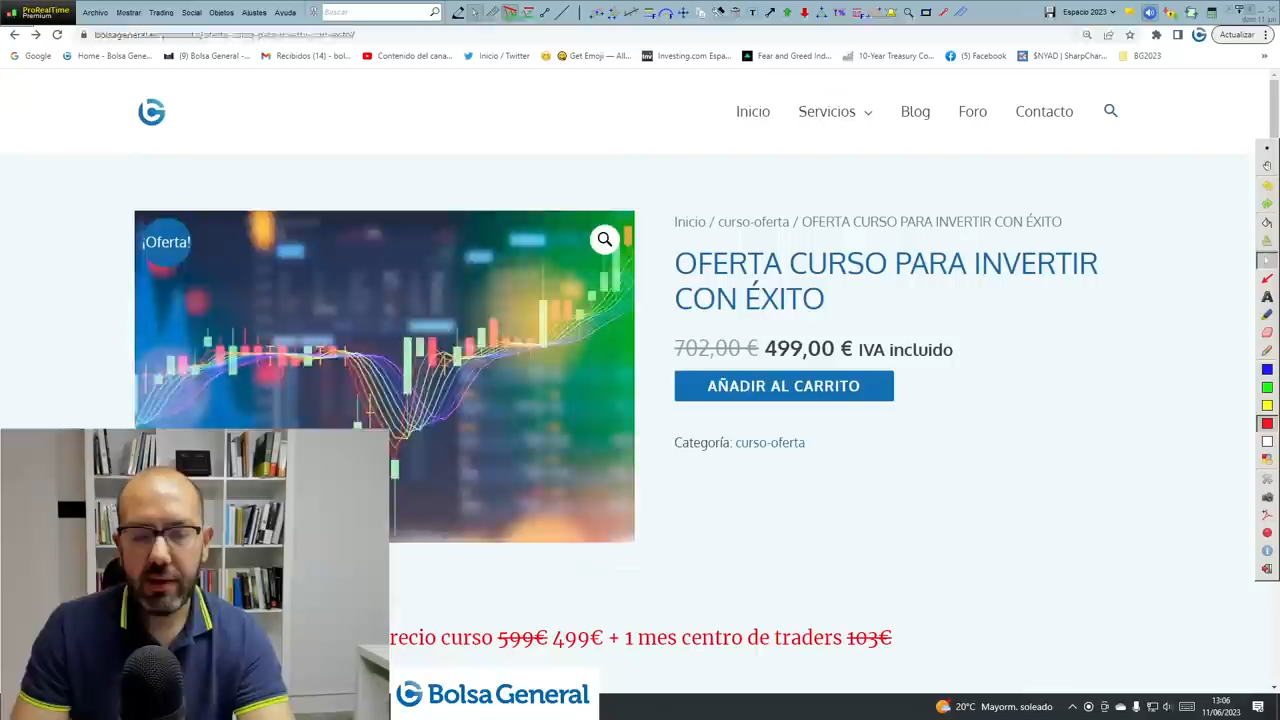 ProRealTime
Premium
Archivo Mostrar Trading Social Objetos Ajustes Ayuda
Buscar
Espacio 2023
dom 11 jun.
Actualizar
Google
Home - Bolsa Gene...
(9) Bolsa General -...
Recibidos (14) - bol...
Contenido del cana...
Inicio / Twitter
Get Emoji — All...
Investing.com Espa...
Fear and Greed Ind...
10-Year Treasury Co...
(5) Facebook
$NYAD | SharpChar...
BG2023
Inicio Servicios Blog Foro Contacto
¡Oferta!
Inicio / curso-oferta / OFERTA CURSO PARA INVERTIR CON ÉXITO
OFERTA CURSO PARA INVERTIR
CON ÉXITO
702,00 € 499,00 € IVA incluido
AÑADIR AL CARRITO
Categoría: curso-oferta
recio curso 599€ 499€ + 1 mes centro de traders 103€
BolsaGeneral
20°C Mayorm. soleado
13:06
11/06/2023